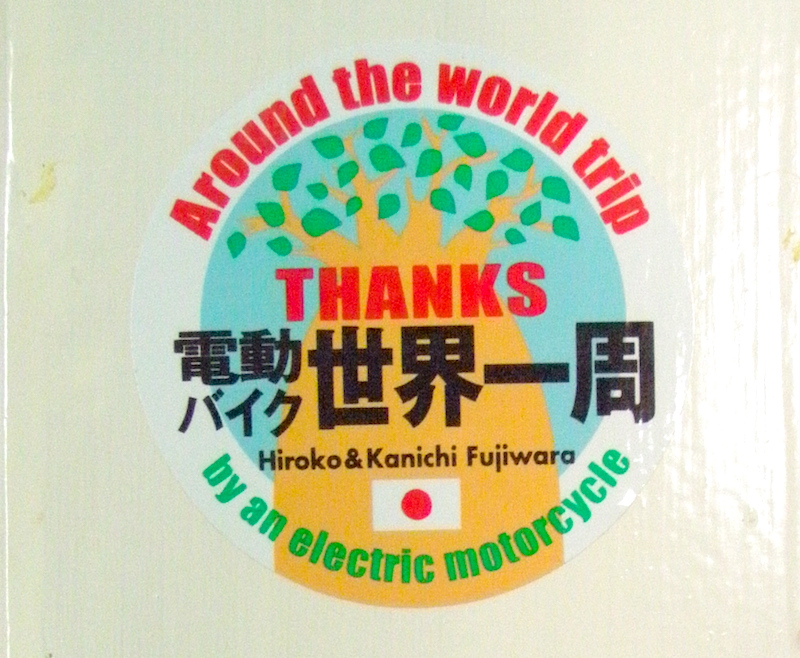 Around the world trip
THANKS
電動
バイク
世界一周
Hiroko&Kanichi Fujiwara
by an electric motorcycle